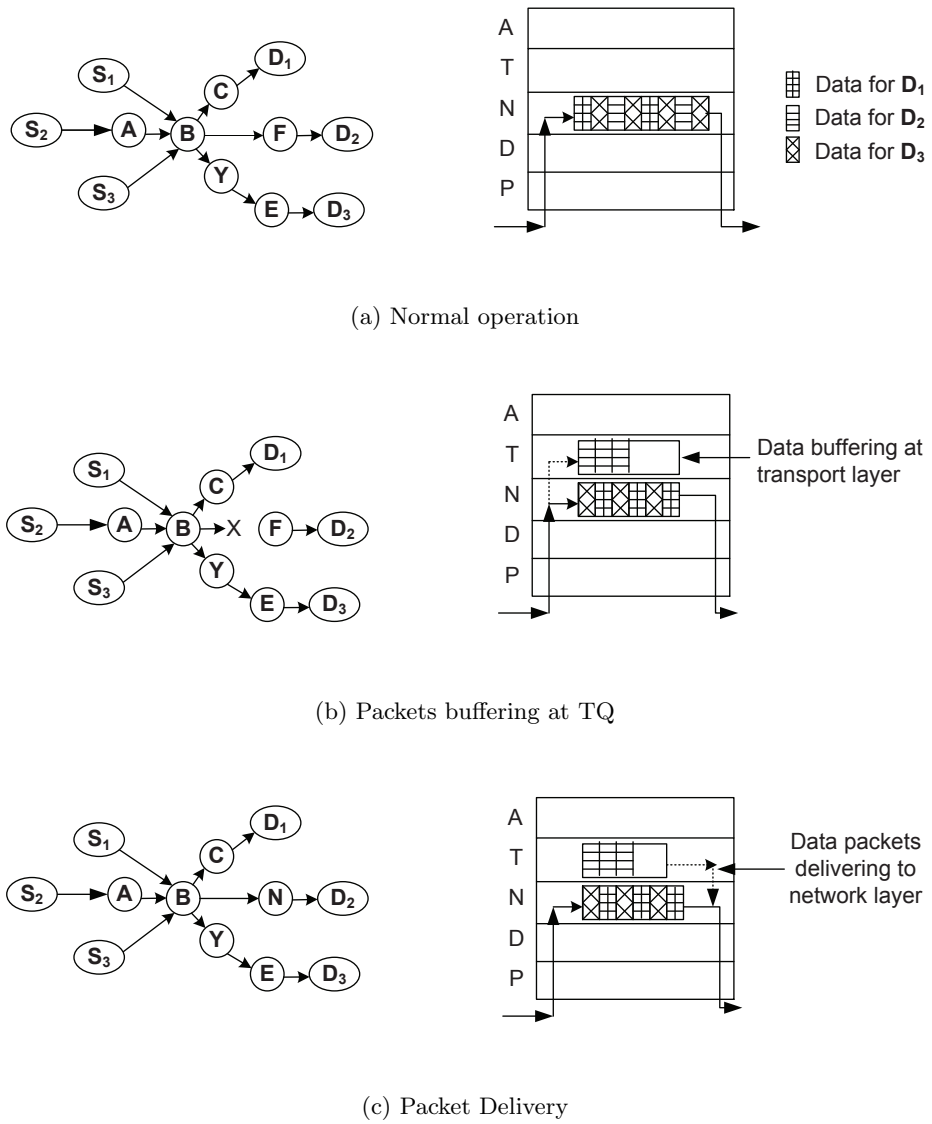 S1
C
D1
S2
A
B
F
D2
S3
Y
E
D3
A
T
N
D
P
Data for D1
Data for D2
Data for D3
(a) Normal operation
S1
C
D1
S2
A
B
X
F
D2
S3
Y
E
D3
A
T
N
D
P
Data buffering at
transport layer
(b) Packets buffering at TQ
S1
C
D1
S2
A
B
N
D2
S3
Y
E
D3
A
T
N
D
P
Data packets
delivering to
network layer
(c) Packet Delivery